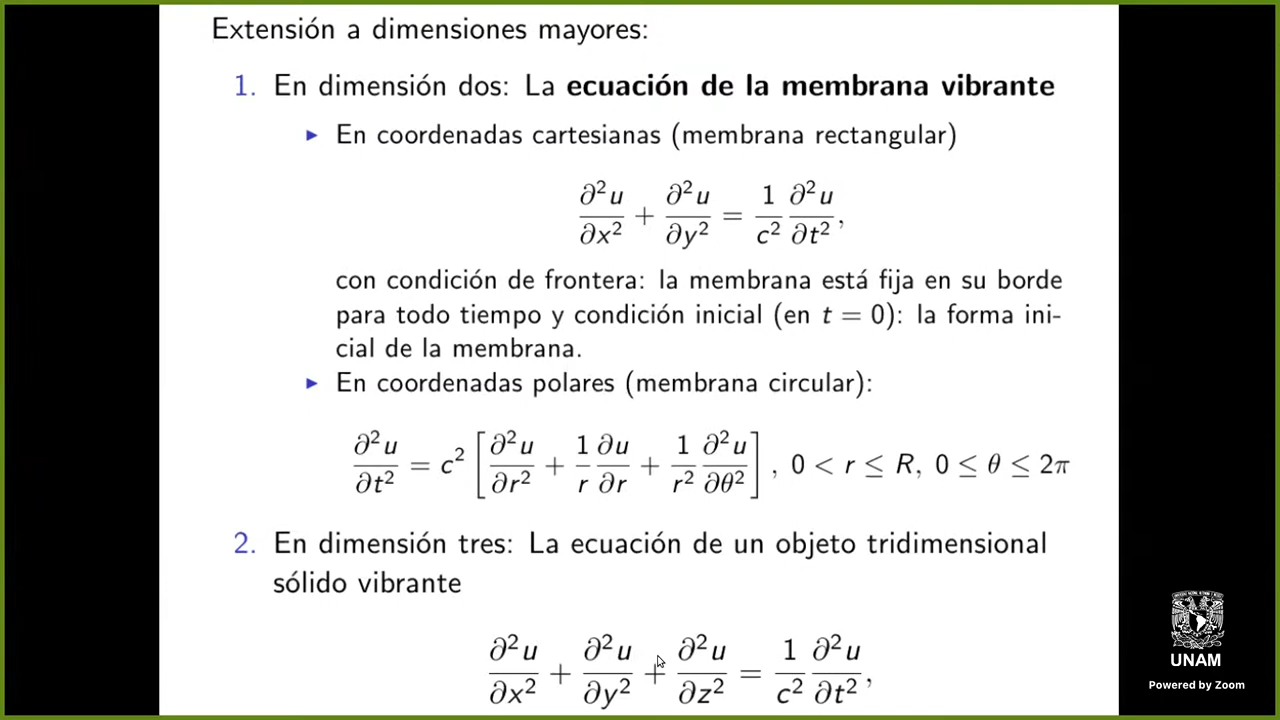 Extensión a dimensiones mayores:
1. En dimensión dos: La ecuación de la membrana vibrante
▶ En coordenadas cartesianas (membrana rectangular)
∂²u/∂x² + ∂²u/∂y² = 1/c² ∂²u/∂t²,
con condición de frontera: la membrana está fija en su borde
para todo tiempo y condición inicial (en t = 0): la forma ini-
cial de la membrana.
▶ En coordenadas polares (membrana circular):
∂²u/∂t² = c² [∂²u/∂r² + 1/r ∂u/∂r + 1/r² ∂²u/∂θ²], 0 < r ≤ R, 0 ≤ θ ≤ 2π
2. En dimensión tres: La ecuación de un objeto tridimensional
sólido vibrante
∂²u/∂x² + ∂²u/∂y² + ∂²u/∂z² = 1/c² ∂²u/∂t²,
UNAM
Powered by Zoom